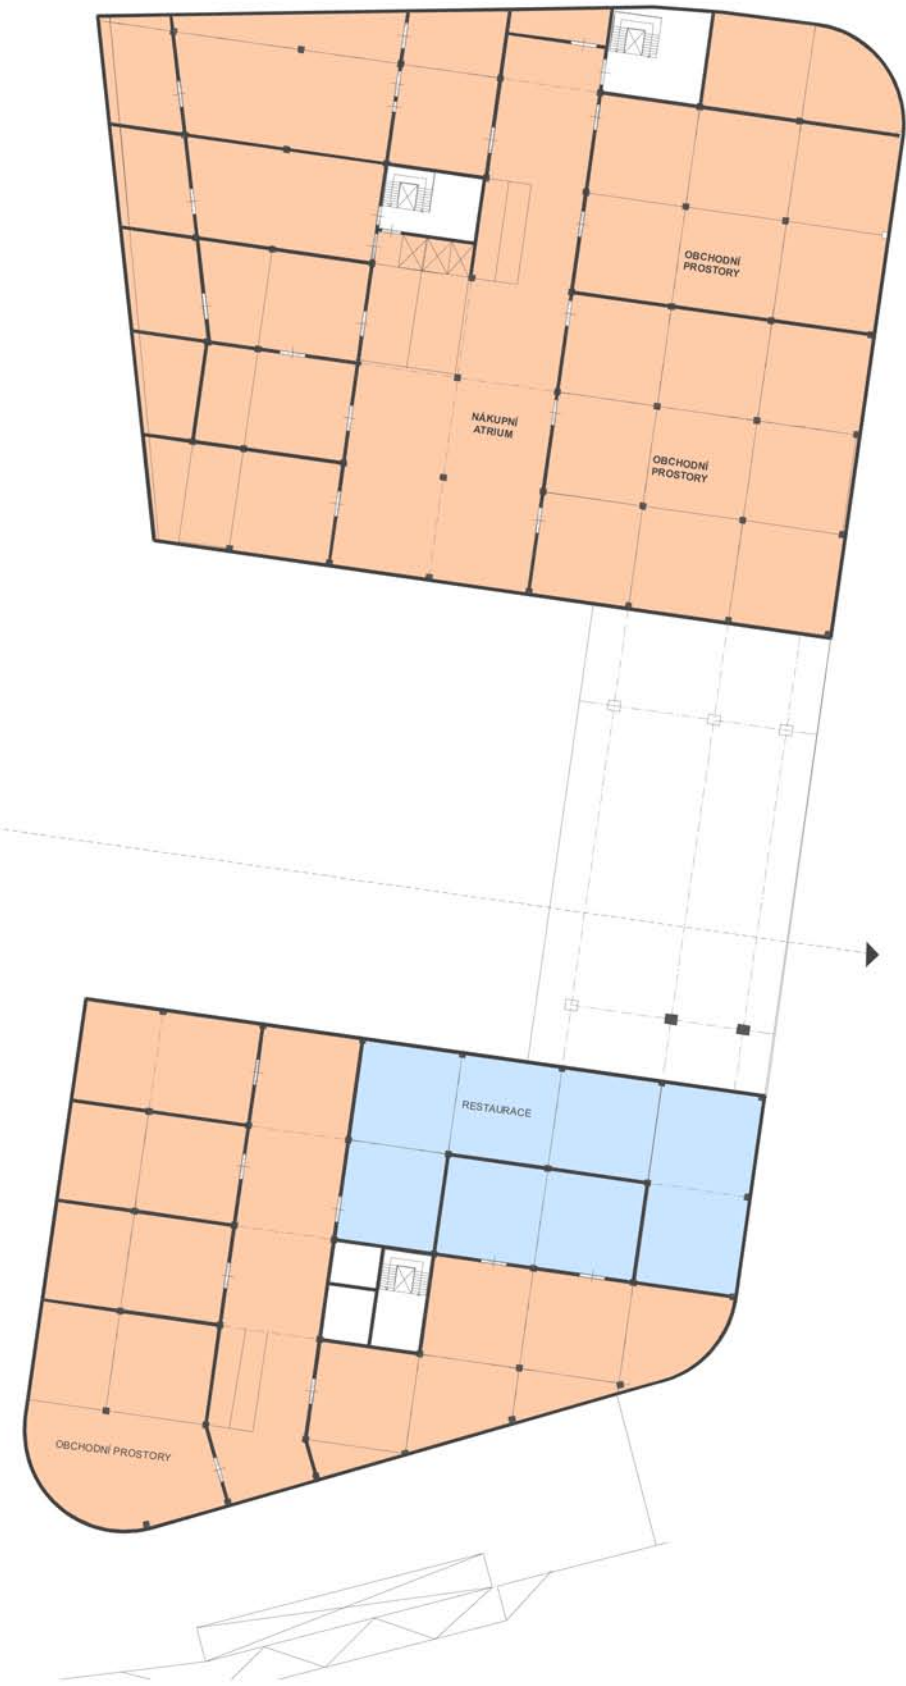 OBCHODNÍ
PROSTORY
NÁKUPNÍ
ATRIUM
OBCHODNÍ
PROSTORY
RESTAURACE
OBCHODNÍ PROSTORY